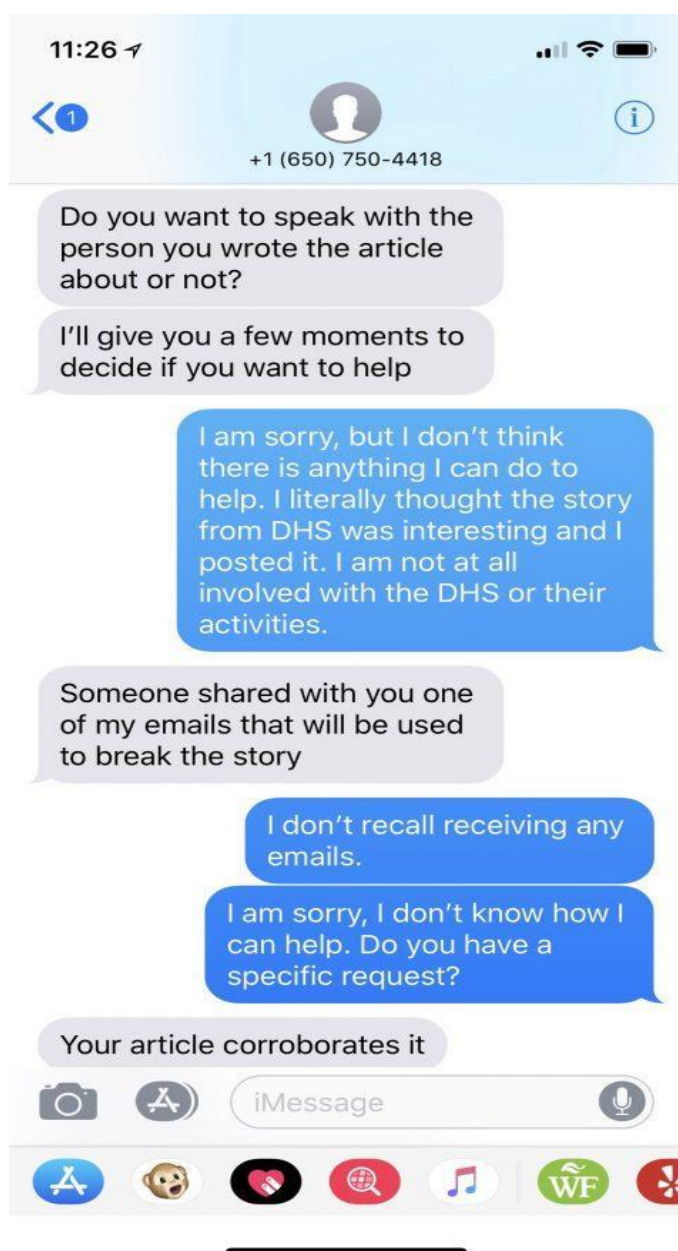 11:26
1
i
+1 (650) 750-4418
Do you want to speak with the
person you wrote the article
about or not?
I'll give you a few moments to
decide if you want to help
I am sorry, but I don't think
there is anything I can do to
help. I literally thought the story
from DHS was interesting and I
posted it. I am not at all
involved with the DHS or their
activities.
Someone shared with you one
of my emails that will be used
to break the story
I don't recall receiving any
emails.
I am sorry, I don't know how I
can help. Do you have a
specific request?
Your article corroborates it
iMessage
WF